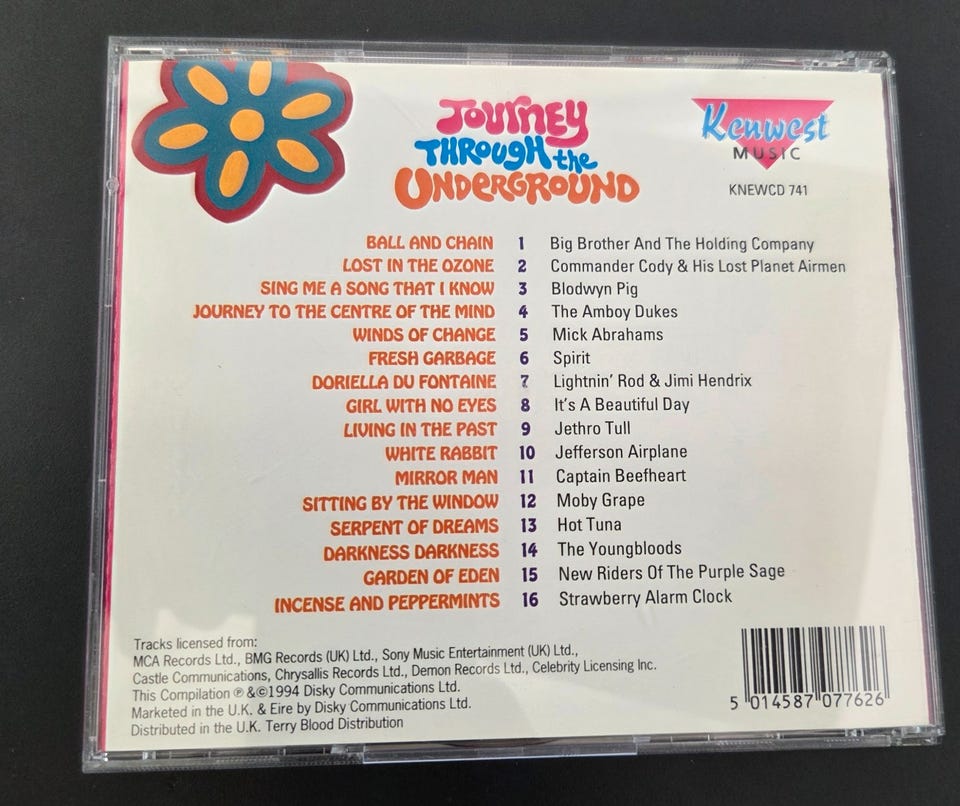 JOURNEY
THROUGH the
UNDERGROUND
Kenwest
MUSIC
KNEWCD 741
BALL AND CHAIN 1 Big Brother And The Holding Company
LOST IN THE OZONE 2 Commander Cody & His Lost Planet Airmen
SING ME A SONG THAT I KNOW 3 Blodwyn Pig
JOURNEY TO THE CENTRE OF THE MIND 4 The Amboy Dukes
WINDS OF CHANGE 5 Mick Abrahams
FRESH GARBAGE 6 Spirit
DORIELLA DU FONTAINE 7 Lightnin' Rod & Jimi Hendrix
GIRL WITH NO EYES 8 It's A Beautiful Day
LIVING IN THE PAST 9 Jethro Tull
WHITE RABBIT 10 Jefferson Airplane
MIRROR MAN 11 Captain Beefheart
SITTING BY THE WINDOW 12 Moby Grape
SERPENT OF DREAMS 13 Hot Tuna
DARKNESS DARKNESS 14 The Youngbloods
GARDEN OF EDEN 15 New Riders Of The Purple Sage
INCENSE AND PEPPERMINTS 16 Strawberry Alarm Clock
Tracks licensed from:
MCA Records Ltd., BMG Records (UK) Ltd., Sony Music Entertainment (UK) Ltd.,
Castle Communications, Chrysallis Records Ltd., Demon Records Ltd., Celebrity Licensing Inc.
This Compilation ℗ &©1994 Disky Communications Ltd.
Marketed in the U.K. & Eire by Disky Communications Ltd.
Distributed in the U.K. Terry Blood Distribution
5 014587 077626